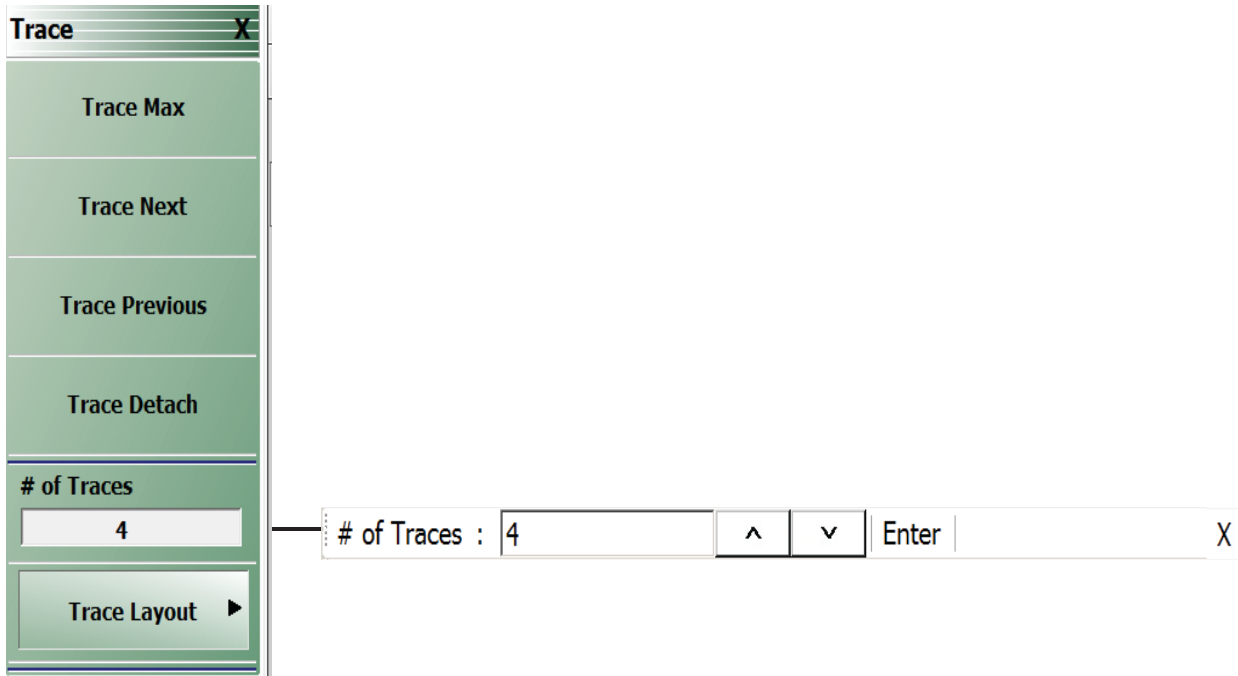 Trace X
Trace Max
Trace Next
Trace Previous
Trace Detach
# of Traces
4
Trace Layout
# of Traces : 4 Enter X